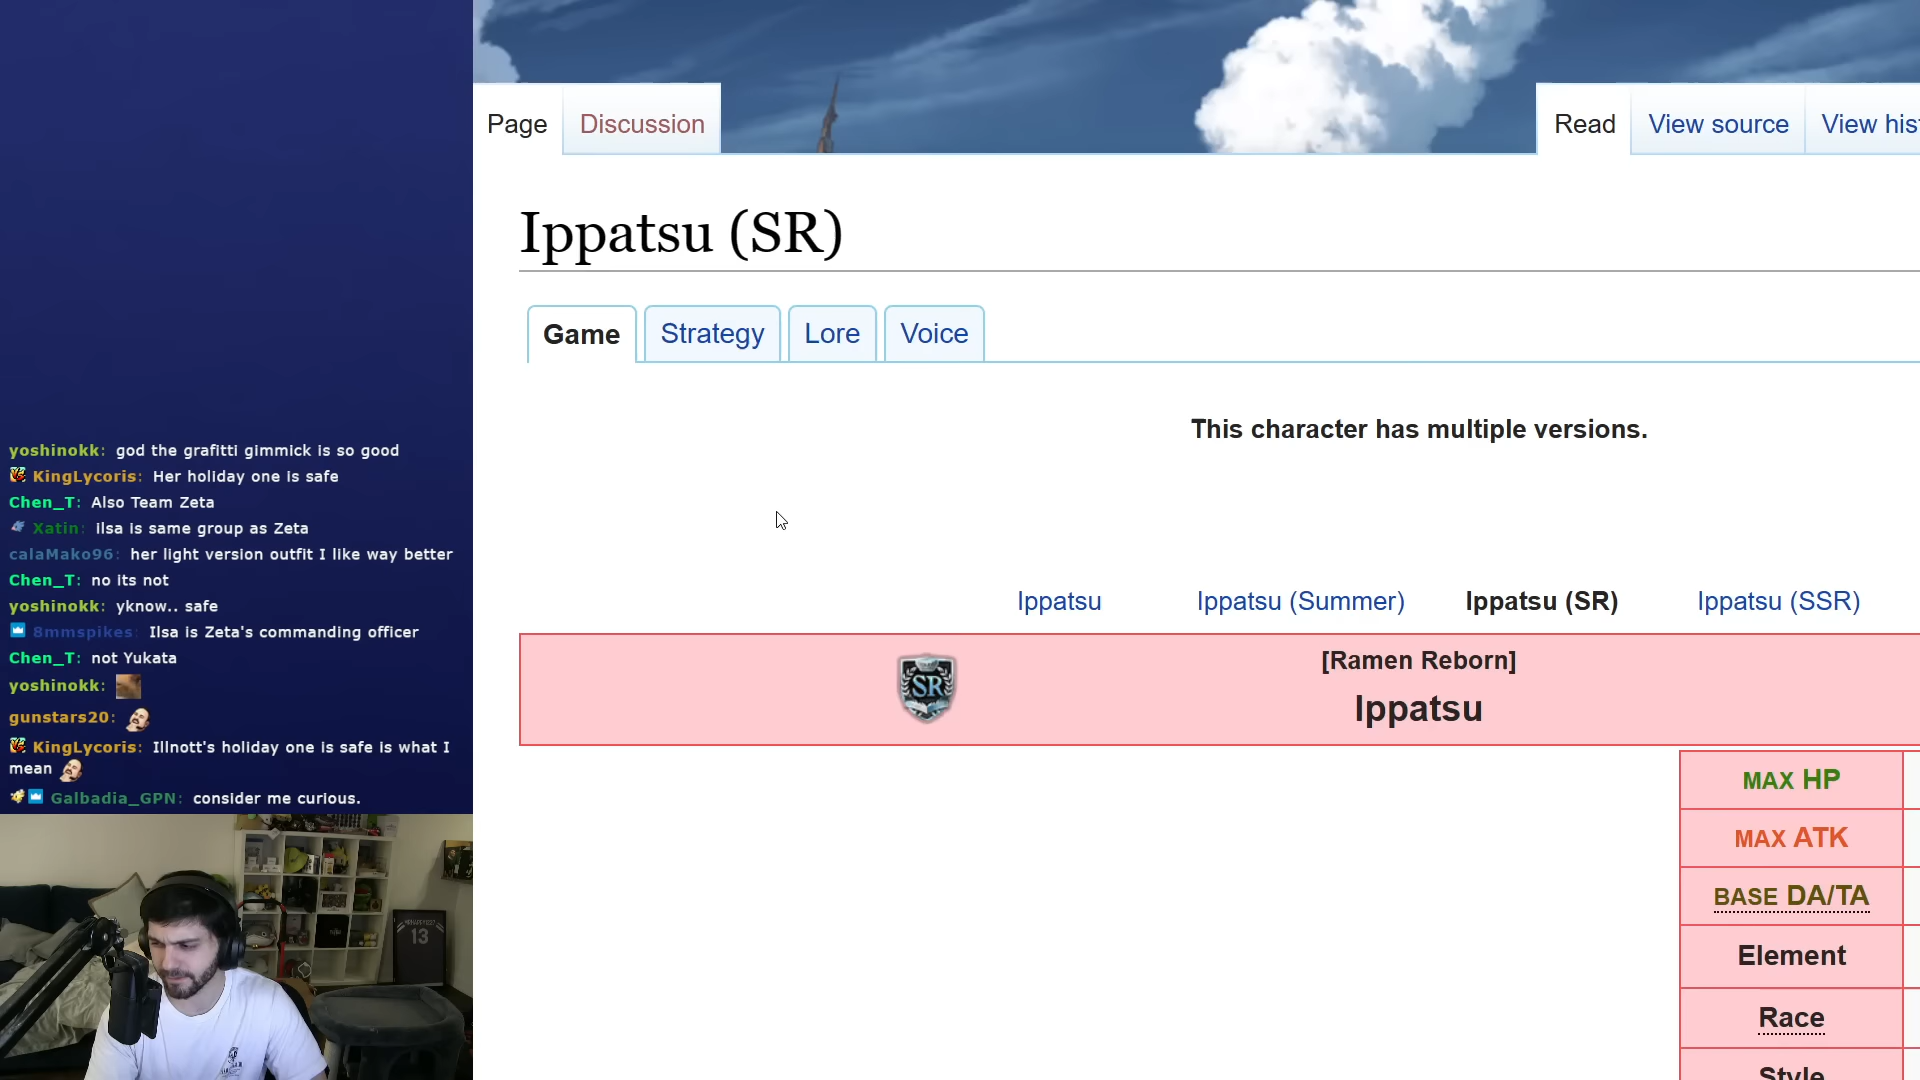 Page
Discussion
Read
View source
View his
Ippatsu (SR)
Game
Strategy
Lore
Voice
This character has multiple versions.
Ippatsu
Ippatsu (Summer)
Ippatsu (SR)
Ippatsu (SSR)
SR
[Ramen Reborn]
Ippatsu
MAX HP
MAX ATK
BASE DA/TA
Element
Race
Style
yoshinokk: god the grafitti gimmick is so good
KingLycoris: Her holiday one is safe
Chen_T: Also Team Zeta
Xatin: ilsa is same group as Zeta
calaMako96: her light version outfit I like way better
Chen_T: no its not
yoshinokk: yknow.. safe
8mmspikes: Ilsa is Zeta's commanding officer
Chen_T: not Yukata
yoshinokk:
gunstars20:
KingLycoris: Illnott's holiday one is safe is what I
mean
Galbadia_GPN: consider me curious.
13